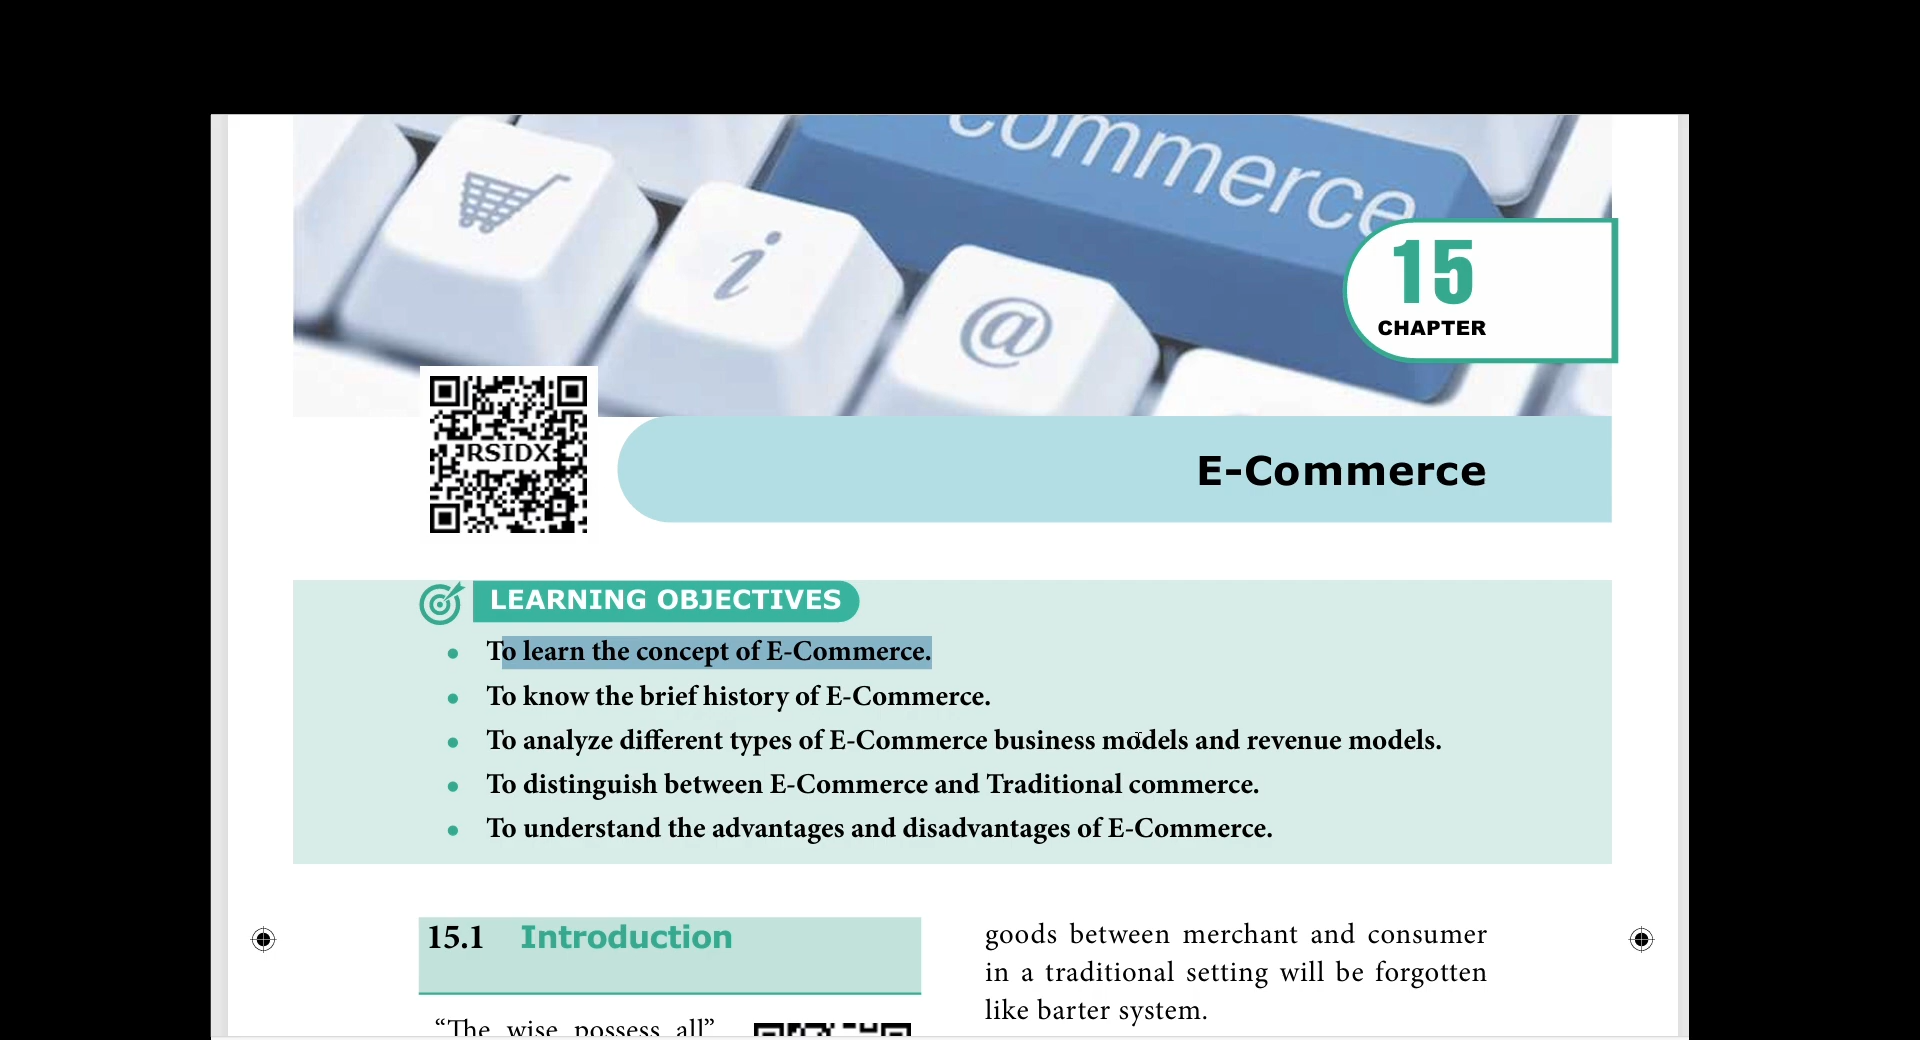 commerce
i
@
15
CHAPTER
RSIDX
E-Commerce
LEARNING OBJECTIVES
• To learn the concept of E-Commerce.
• To know the brief history of E-Commerce.
• To analyze different types of E-Commerce business models and revenue models.
• To distinguish between E-Commerce and Traditional commerce.
• To understand the advantages and disadvantages of E-Commerce.
15.1 Introduction
“The wise possess all”
goods between merchant and consumer
in a traditional setting will be forgotten
like barter system.